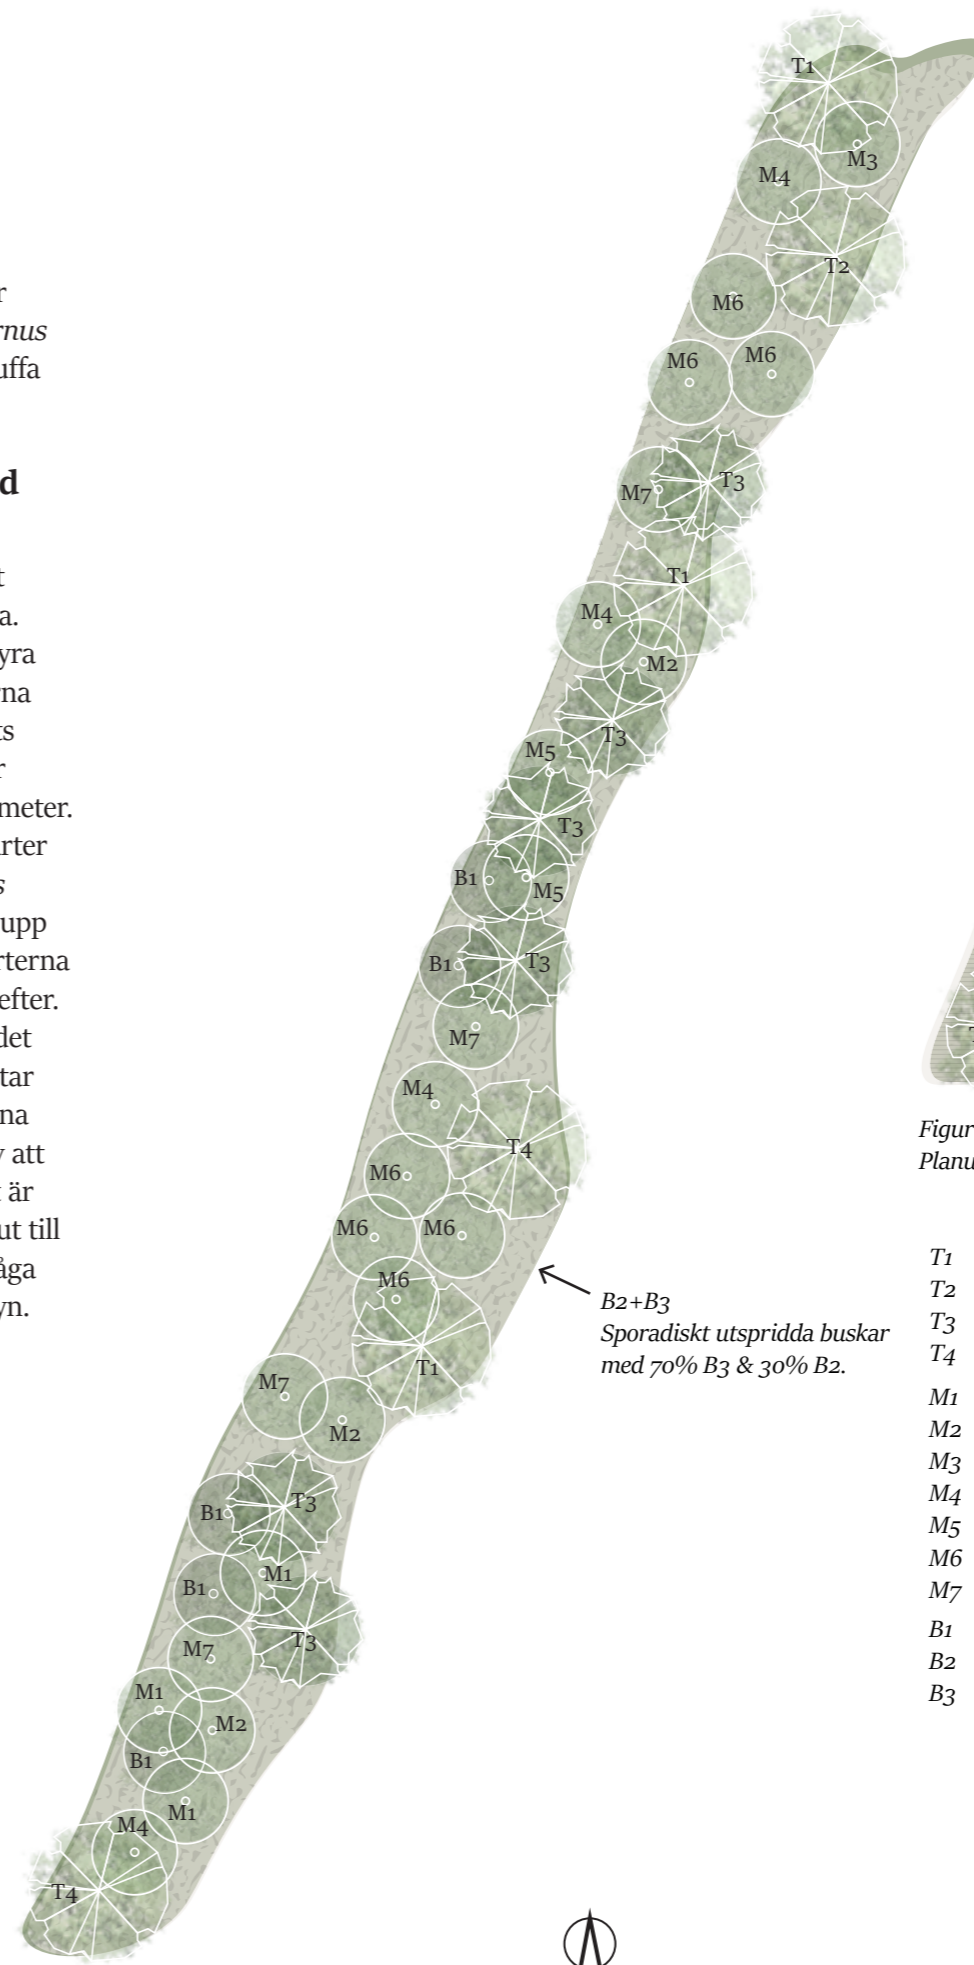 r
rnus
uffa
d
t
a.
yra
rna
ts
r
meter.
rter
s
upp
rterna
efter.
det
tar
na
v att
t är
ut till
åga
yn.
T1
M3
M4
T2
M6
M6
M6
T3
M7
T1
M4
M2
T3
M5
T3
B1
M5
B1
T3
M7
M4
T4
M6
M6
M6
M6
T1
M7
M2
B1
T3
M1
B1
T3
M7
M1
M2
B1
M1
M4
T4
B2+B3
Sporadiskt utspridda buskar
med 70% B3 & 30% B2.
Figur
Planu
T1
T2
T3
T4
M1
M2
M3
M4
M5
M6
M7
B1
B2
B3